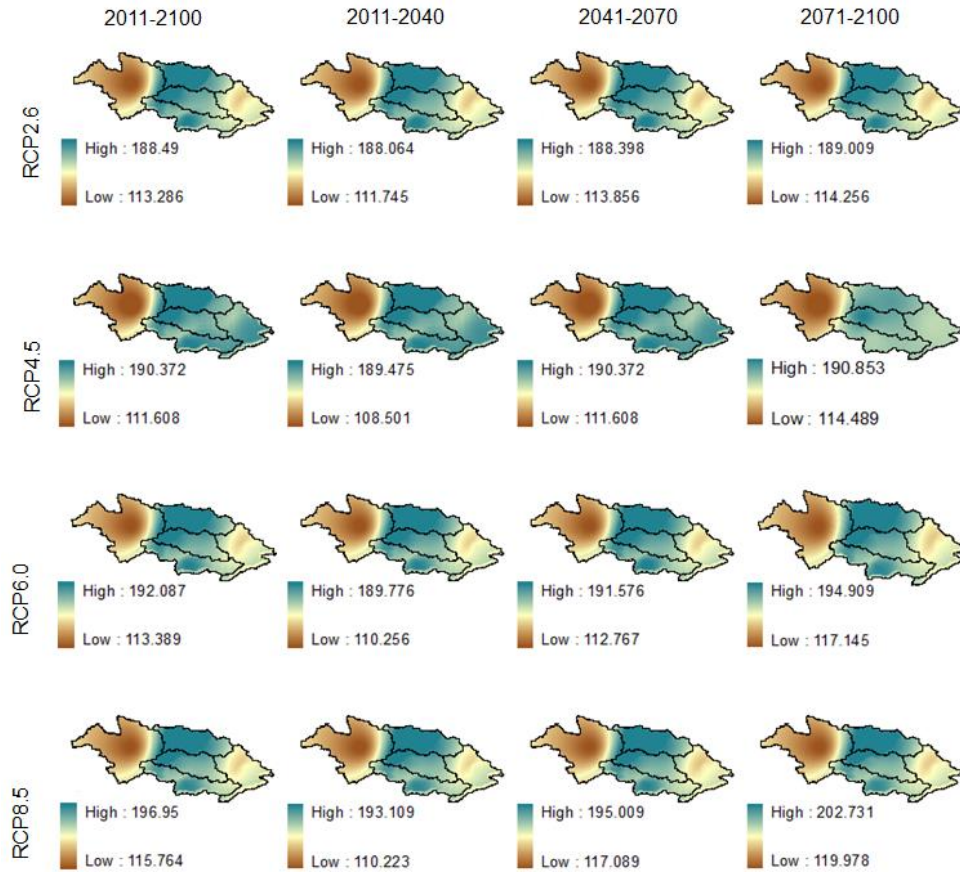 2011-2100 2011-2040 2041-2070 2071-2100
RCP2.6
High : 188.49 High : 188.064 High : 188.398 High : 189.009
Low : 113.286 Low : 111.745 Low : 113.856 Low : 114.256
RCP4.5
High : 190.372 High : 189.475 High : 190.372 High : 190.853
Low : 111.608 Low : 108.501 Low : 111.608 Low : 114.489
RCP6.0
High : 192.087 High : 189.776 High : 191.576 High : 194.909
Low : 113.389 Low : 110.256 Low : 112.767 Low : 117.145
RCP8.5
High : 196.95 High : 193.109 High : 195.009 High : 202.731
Low : 115.764 Low : 110.223 Low : 117.089 Low : 119.978